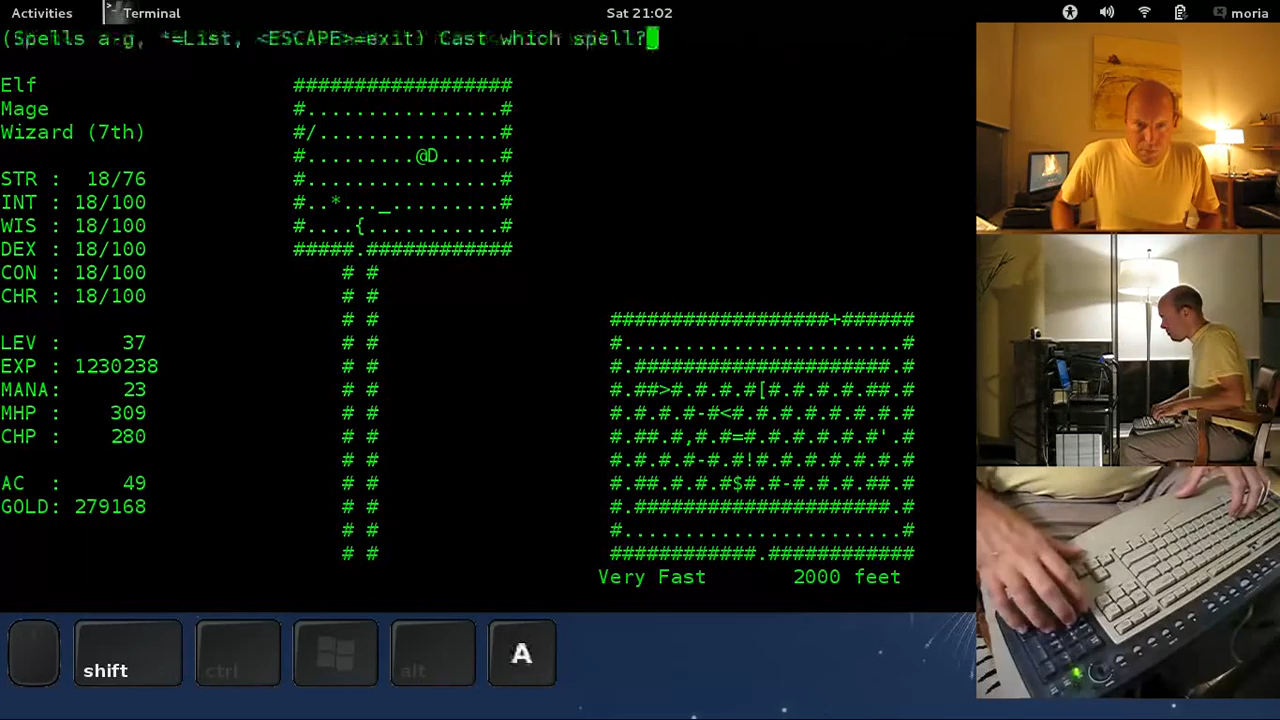 Activities Terminal Sat 21:02 moria
(Spells a-g, *=List, <ESCAPE>=exit) Cast which spell?
Elf #################
Mage #...............#
Wizard (7th) #/..............#
#.........@D.....#
STR : 18/76 #...............#
INT : 18/100 #..*..._.........#
WIS : 18/100 #....{...........#
DEX : 18/100 #####.############
CON : 18/100 # #
CHR : 18/100 # #
# # ##################+######
LEV : 37 # # #.......................#
EXP : 1230238 # # #.#####################.#
MANA: 23 # # #.##>#.#.#.#.#[#.#.#.#.##.#
MHP : 309 # # #.#.#.#.#-#<#.#.#.#.#.#.#
CHP : 280 # # #.##.#,#.#=#.#.#.#.#.#'.#
# # #.#.#.#-#.#!#.#.#.#.#.#.#
AC : 49 # # #.##.#.#.#$#.#-#.#.#.##.#
GOLD: 279168 # # #.#####################.#
# # #.......................#
# # ############.############
Very Fast 2000 feet
shift ctrl alt A